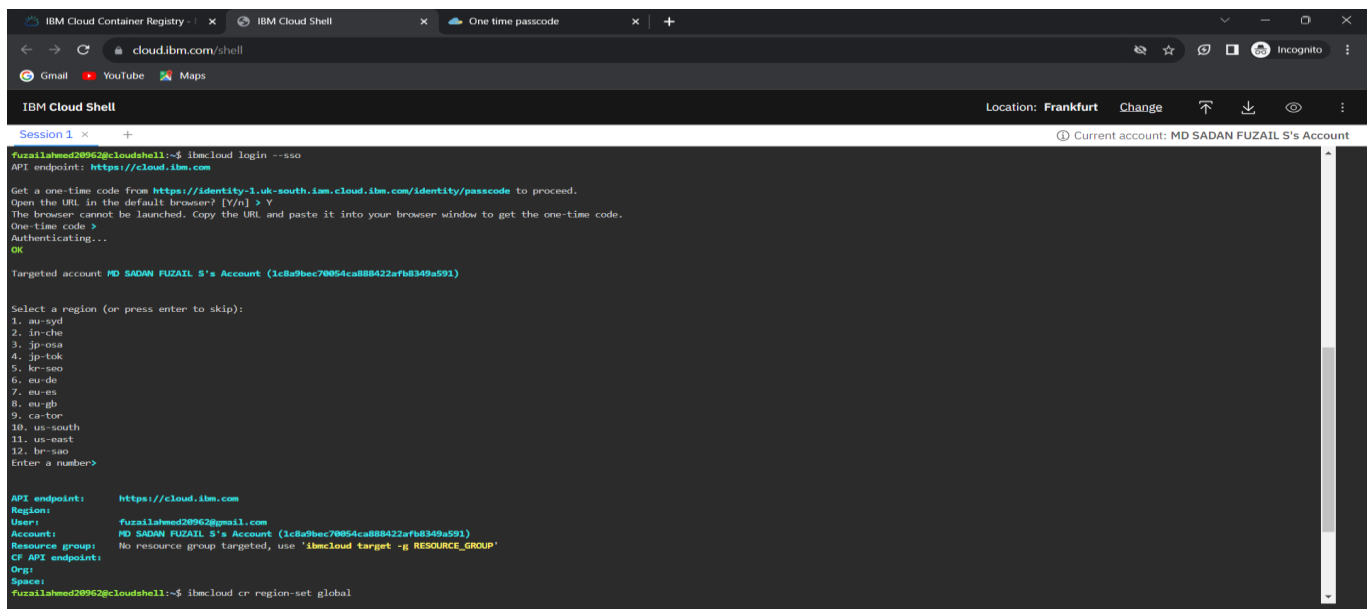 IBM Cloud Container Registry -
IBM Cloud Shell
One time passcode
cloud.ibm.com/shell
Incognito
Gmail
YouTube
Maps
IBM Cloud Shell
Location: Frankfurt Change
Session 1 × +
Current account: MD SADAN FUZAIL S's Account
fuzailahmed20962@cloudshell:~$ ibmcloud login --sso
API endpoint: https://cloud.ibm.com
Get a one-time code from https://identity-1.uk-south.iam.cloud.ibm.com/identity/passcode to proceed.
Open the URL in the default browser? [Y/n] > Y
The browser cannot be launched. Copy the URL and paste it into your browser window to get the one-time code.
One-time code >
Authenticating...
OK
Targeted account MD SADAN FUZAIL S's Account (1c8a9bec70054ca888422afb8349a591)
Select a region (or press enter to skip):
1. au-syd
2. in-che
3. jp-osa
4. jp-tok
5. kr-seo
6. eu-de
7. eu-es
8. eu-gb
9. ca-tor
10. us-south
11. us-east
12. br-sao
Enter a number>
API endpoint: https://cloud.ibm.com
Region:
User: fuzailahmed20962@gmail.com
Account: MD SADAN FUZAIL S's Account (1c8a9bec70054ca888422afb8349a591)
Resource group: No resource group targeted, use 'ibmcloud target -g RESOURCE_GROUP'
CF API endpoint:
Org:
Space:
fuzailahmed20962@cloudshell:~$ ibmcloud cr region-set global